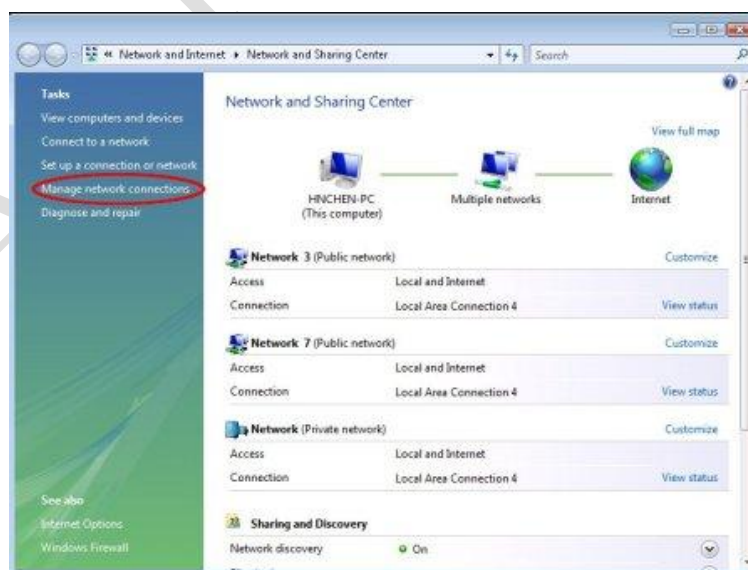 « Network and Internet ▸ Network and Sharing Center
Search
Tasks
View computers and devices
Connect to a network
Set up a connection or network
Manage network connections
Diagnose and repair
See also
Internet Options
Windows Firewall
Network and Sharing Center
View full map
HNCHEN-PC
(This computer)
Multiple networks
Internet
Network 3 (Public network) Customize
Access Local and Internet
Connection Local Area Connection 4 View status
Network 7 (Public network) Customize
Access Local and Internet
Connection Local Area Connection 4 View status
Network (Private network) Customize
Access Local and Internet
Connection Local Area Connection 4 View status
Sharing and Discovery
Network discovery On